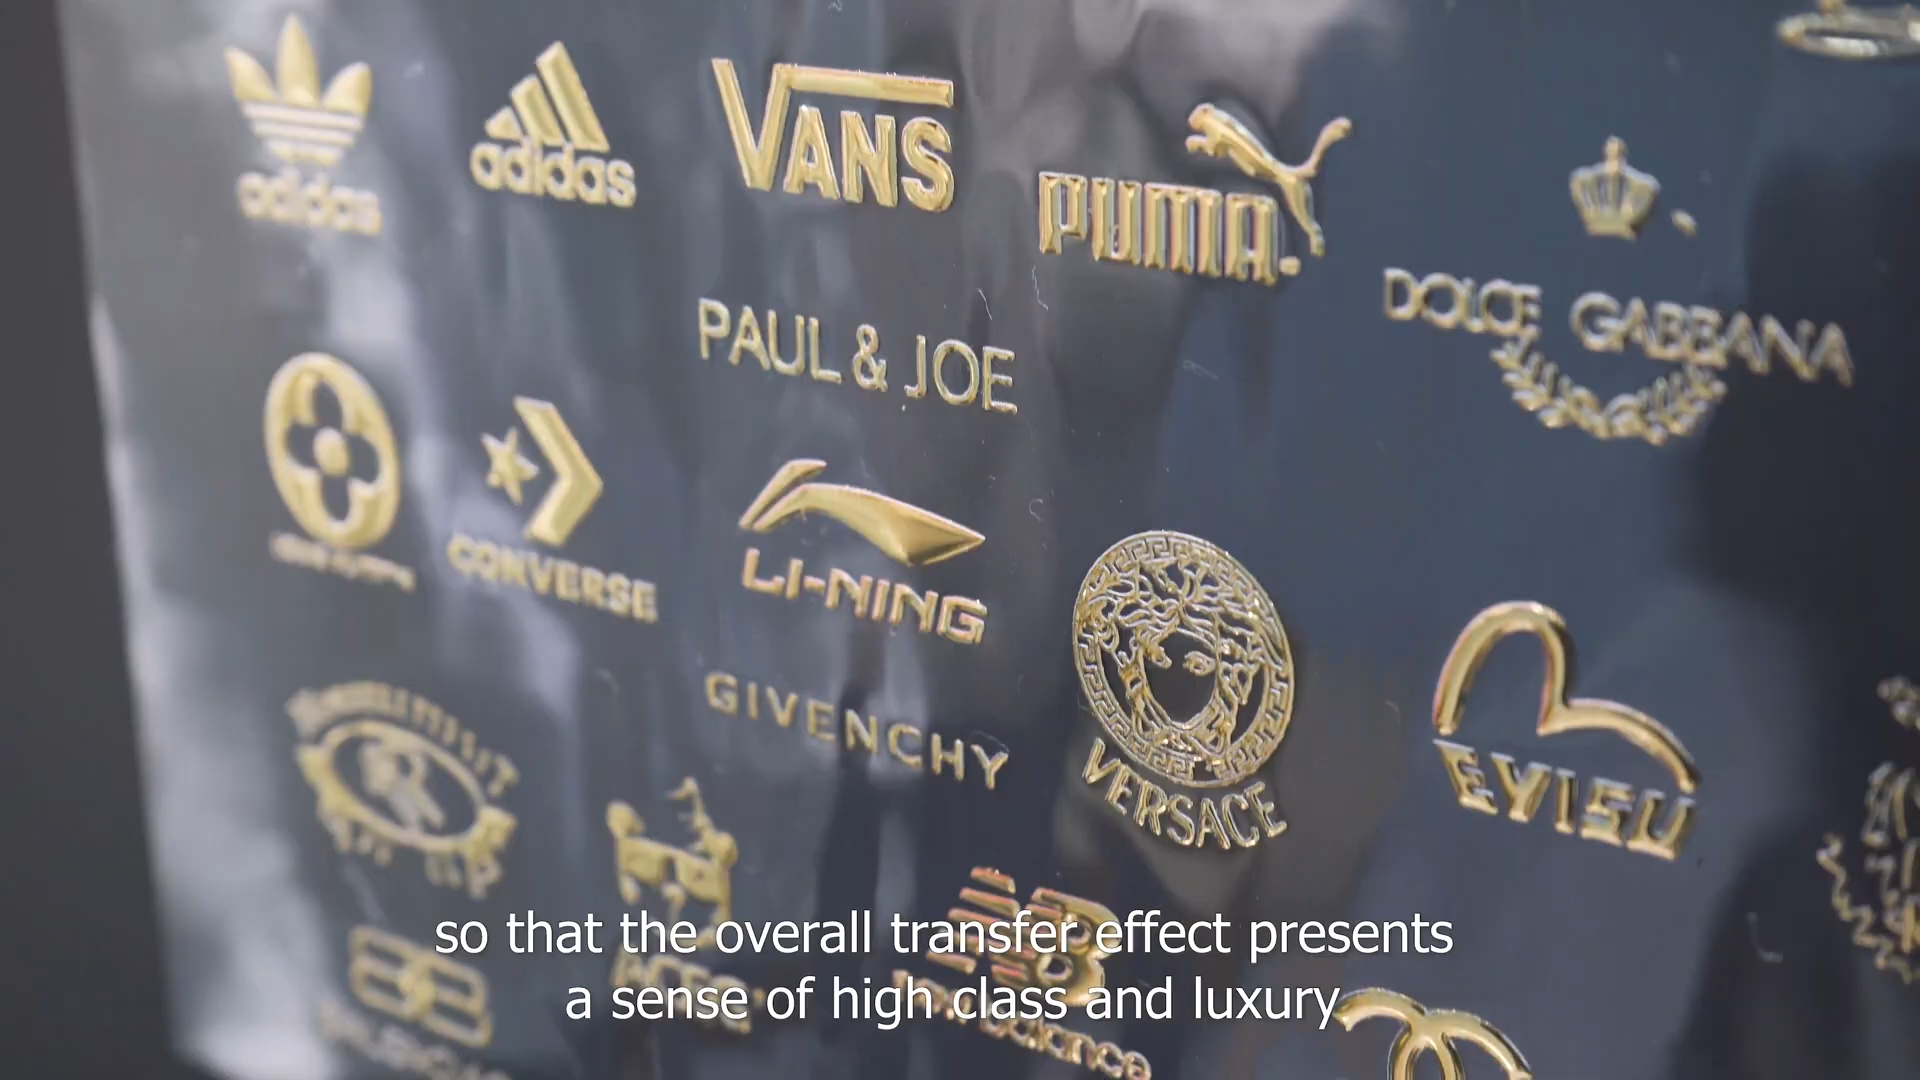 adidas
adidas
VANS
PUMA
DOLCE GABBANA
PAUL & JOE
CONVERSE
LI-NING
GIVENCHY
VERSACE
EVISU
so that the overall transfer effect presents
a sense of high class and luxury
balance